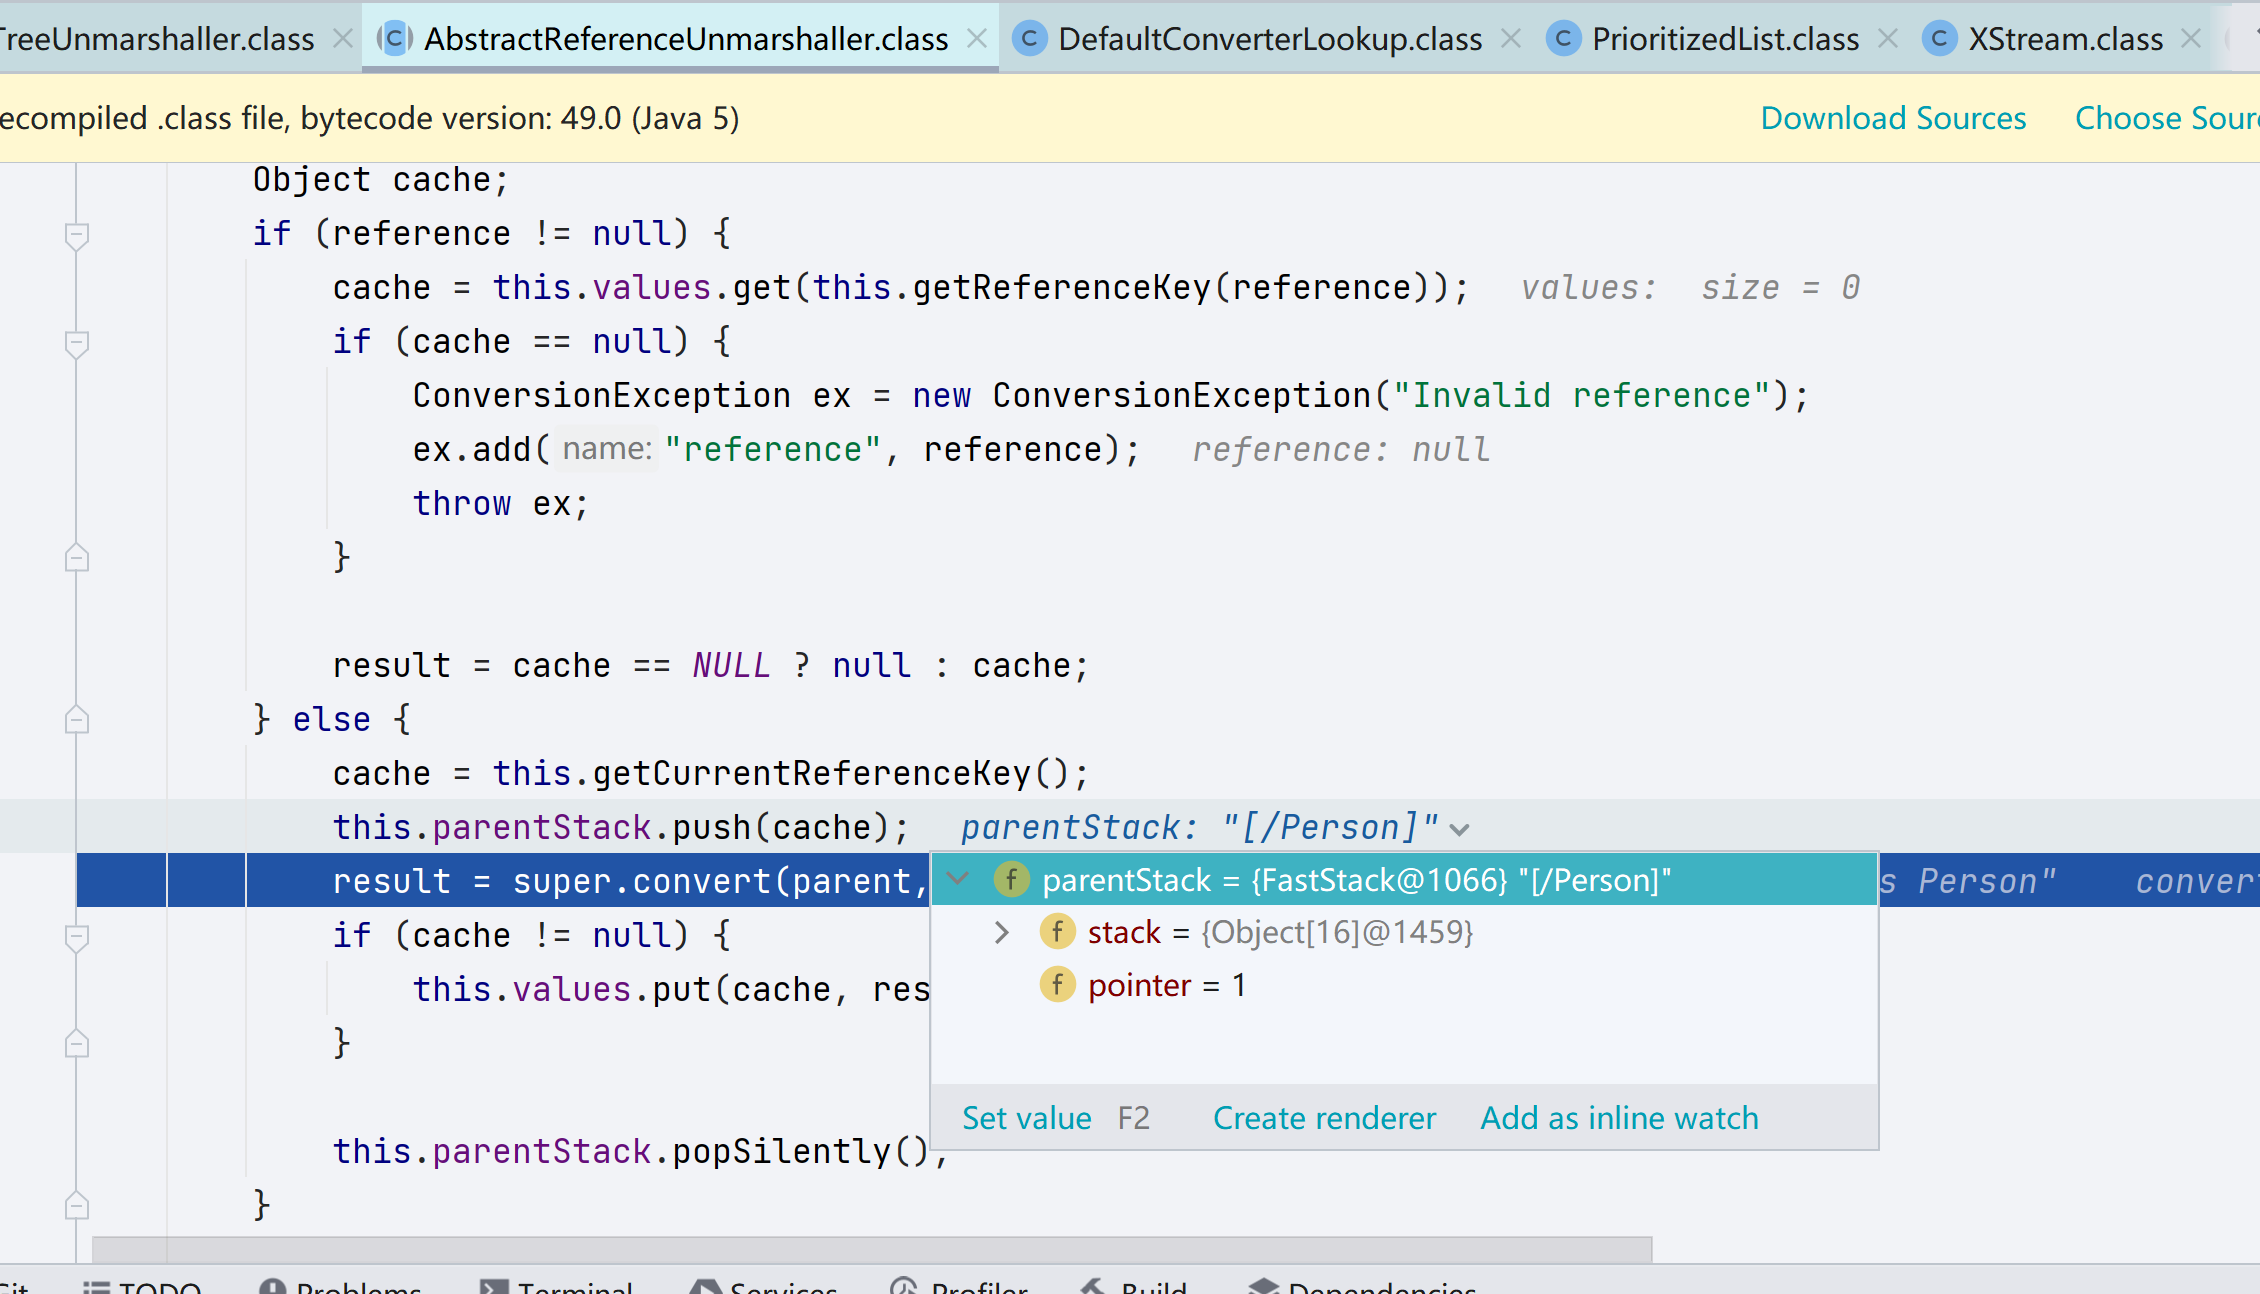 TreeUnmarshaller.class AbstractReferenceUnmarshaller.class DefaultConverterLookup.class PrioritizedList.class XStream.class
ecompiled .class file, bytecode version: 49.0 (Java 5) Download Sources Choose Sour
Object cache;
if (reference != null) {
cache = this.values.get(this.getReferenceKey(reference)); values: size = 0
if (cache == null) {
ConversionException ex = new ConversionException("Invalid reference");
ex.add( name: "reference", reference); reference: null
throw ex;
}
result = cache == NULL ? null : cache;
} else {
cache = this.getCurrentReferenceKey();
this.parentStack.push(cache); parentStack: "[/Person]"
result = super.convert(parent, s Person" convert
parentStack = {FastStack@1066} "[/Person]"
if (cache != null) {
stack = {Object[16]@1459}
this.values.put(cache, res
pointer = 1
}
Set value F2 Create renderer Add as inline watch
this.parentStack.popSilently();
}
Git TODO Problems Terminal Services Profiler Build Dependencies